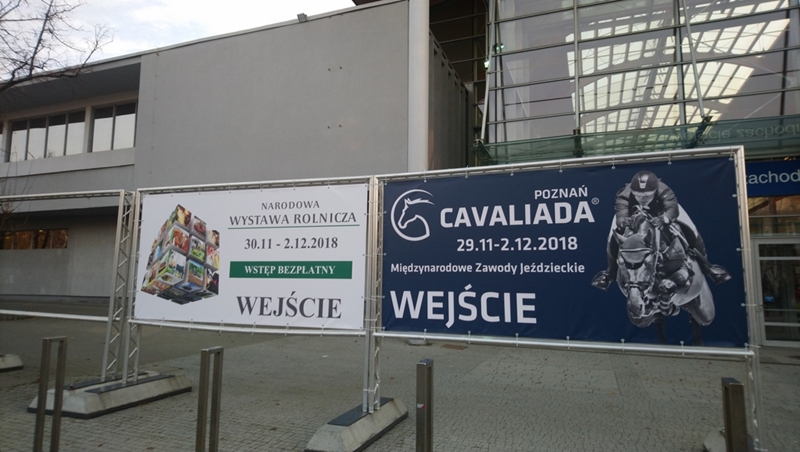 NARODOWA
WYSTAWA ROLNICZA
30.11 - 2.12.2018
WSTĘP BEZPŁATNY
WEJŚCIE
POZNAŃ
CAVALIADA®
29.11-2.12.2018
Międzynarodowe Zawody Jeździeckie
WEJŚCIE